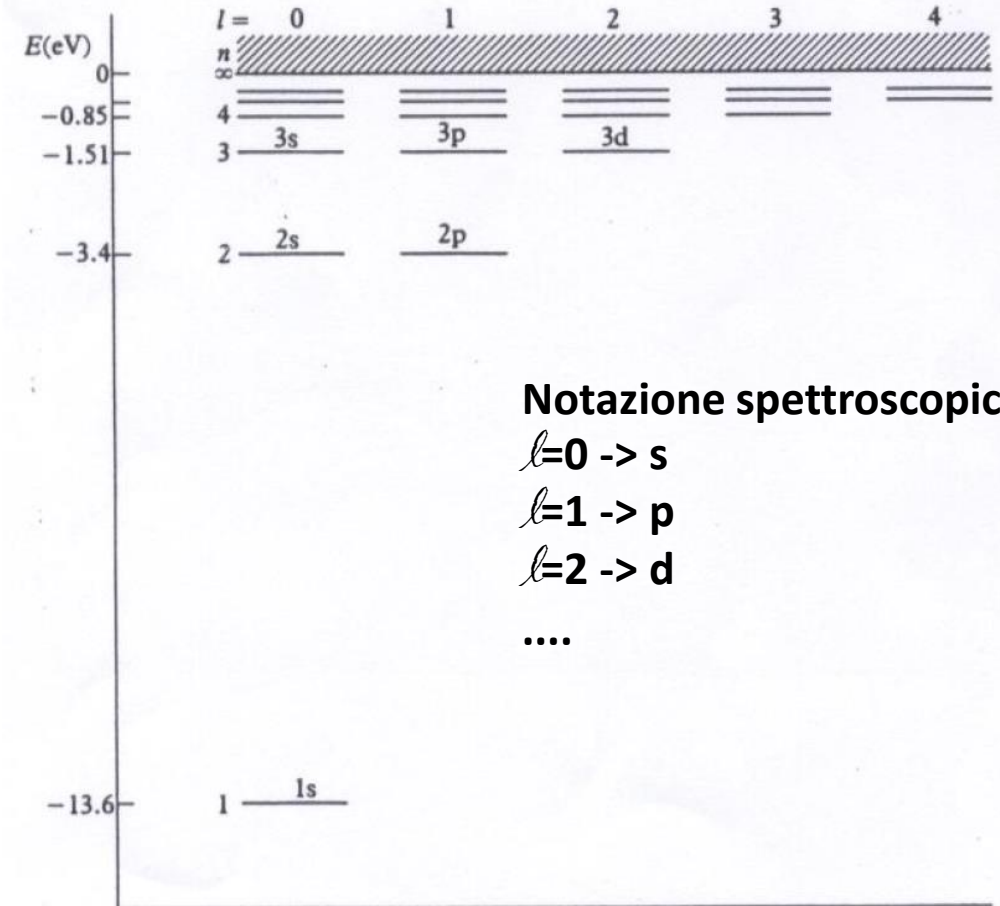 l = 0 1 2 3 4
E(eV)
n
0 ∞
−0.85 4
3s 3p 3d
−1.51 3
2s 2p
−3.4 2
Notazione spettroscopic
ℓ=0 -> s
ℓ=1 -> p
ℓ=2 -> d
....
1s
−13.6 1